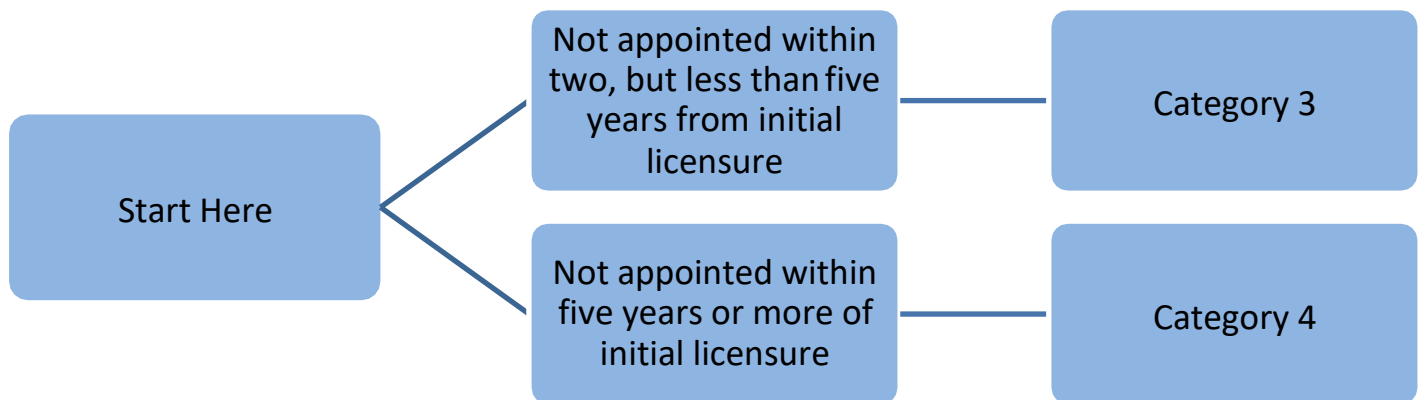 Start Here
Not appointed within
two, but less than five
years from initial
licensure
Category 3
Not appointed within
five years or more of
initial licensure
Category 4